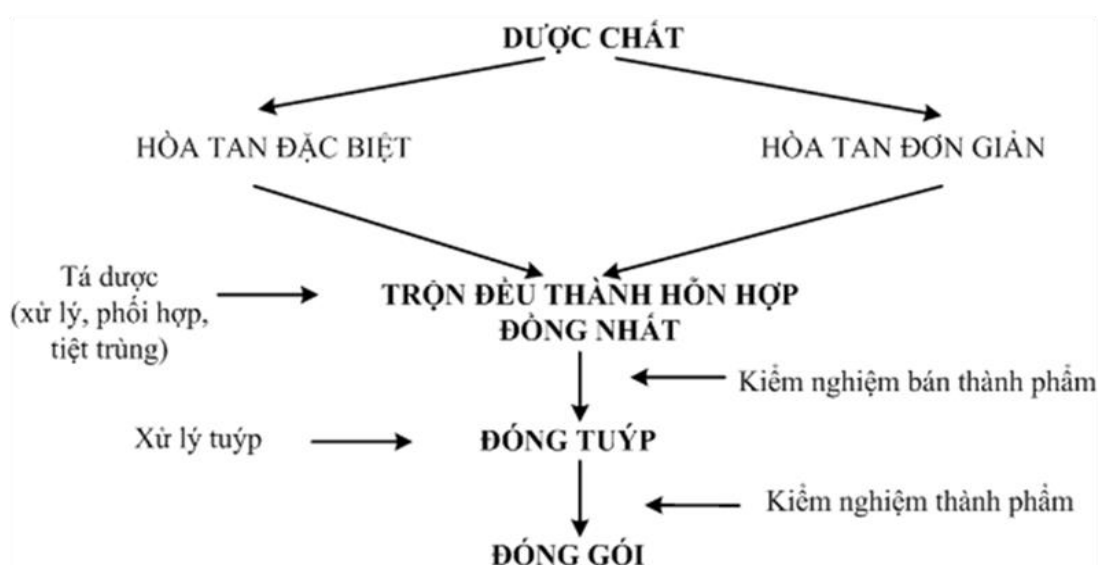 DƯỢC CHẤT
HÒA TAN ĐẶC BIỆT
HÒA TAN ĐƠN GIẢN
Tá dược
(xử lý, phối hợp,
tiệt trùng)
TRỘN ĐỀU THÀNH HỖN HỢP
ĐỒNG NHẤT
Kiểm nghiệm bán thành phẩm
Xử lý tuýp
ĐÓNG TUÝP
Kiểm nghiệm thành phẩm
ĐÓNG GÓI